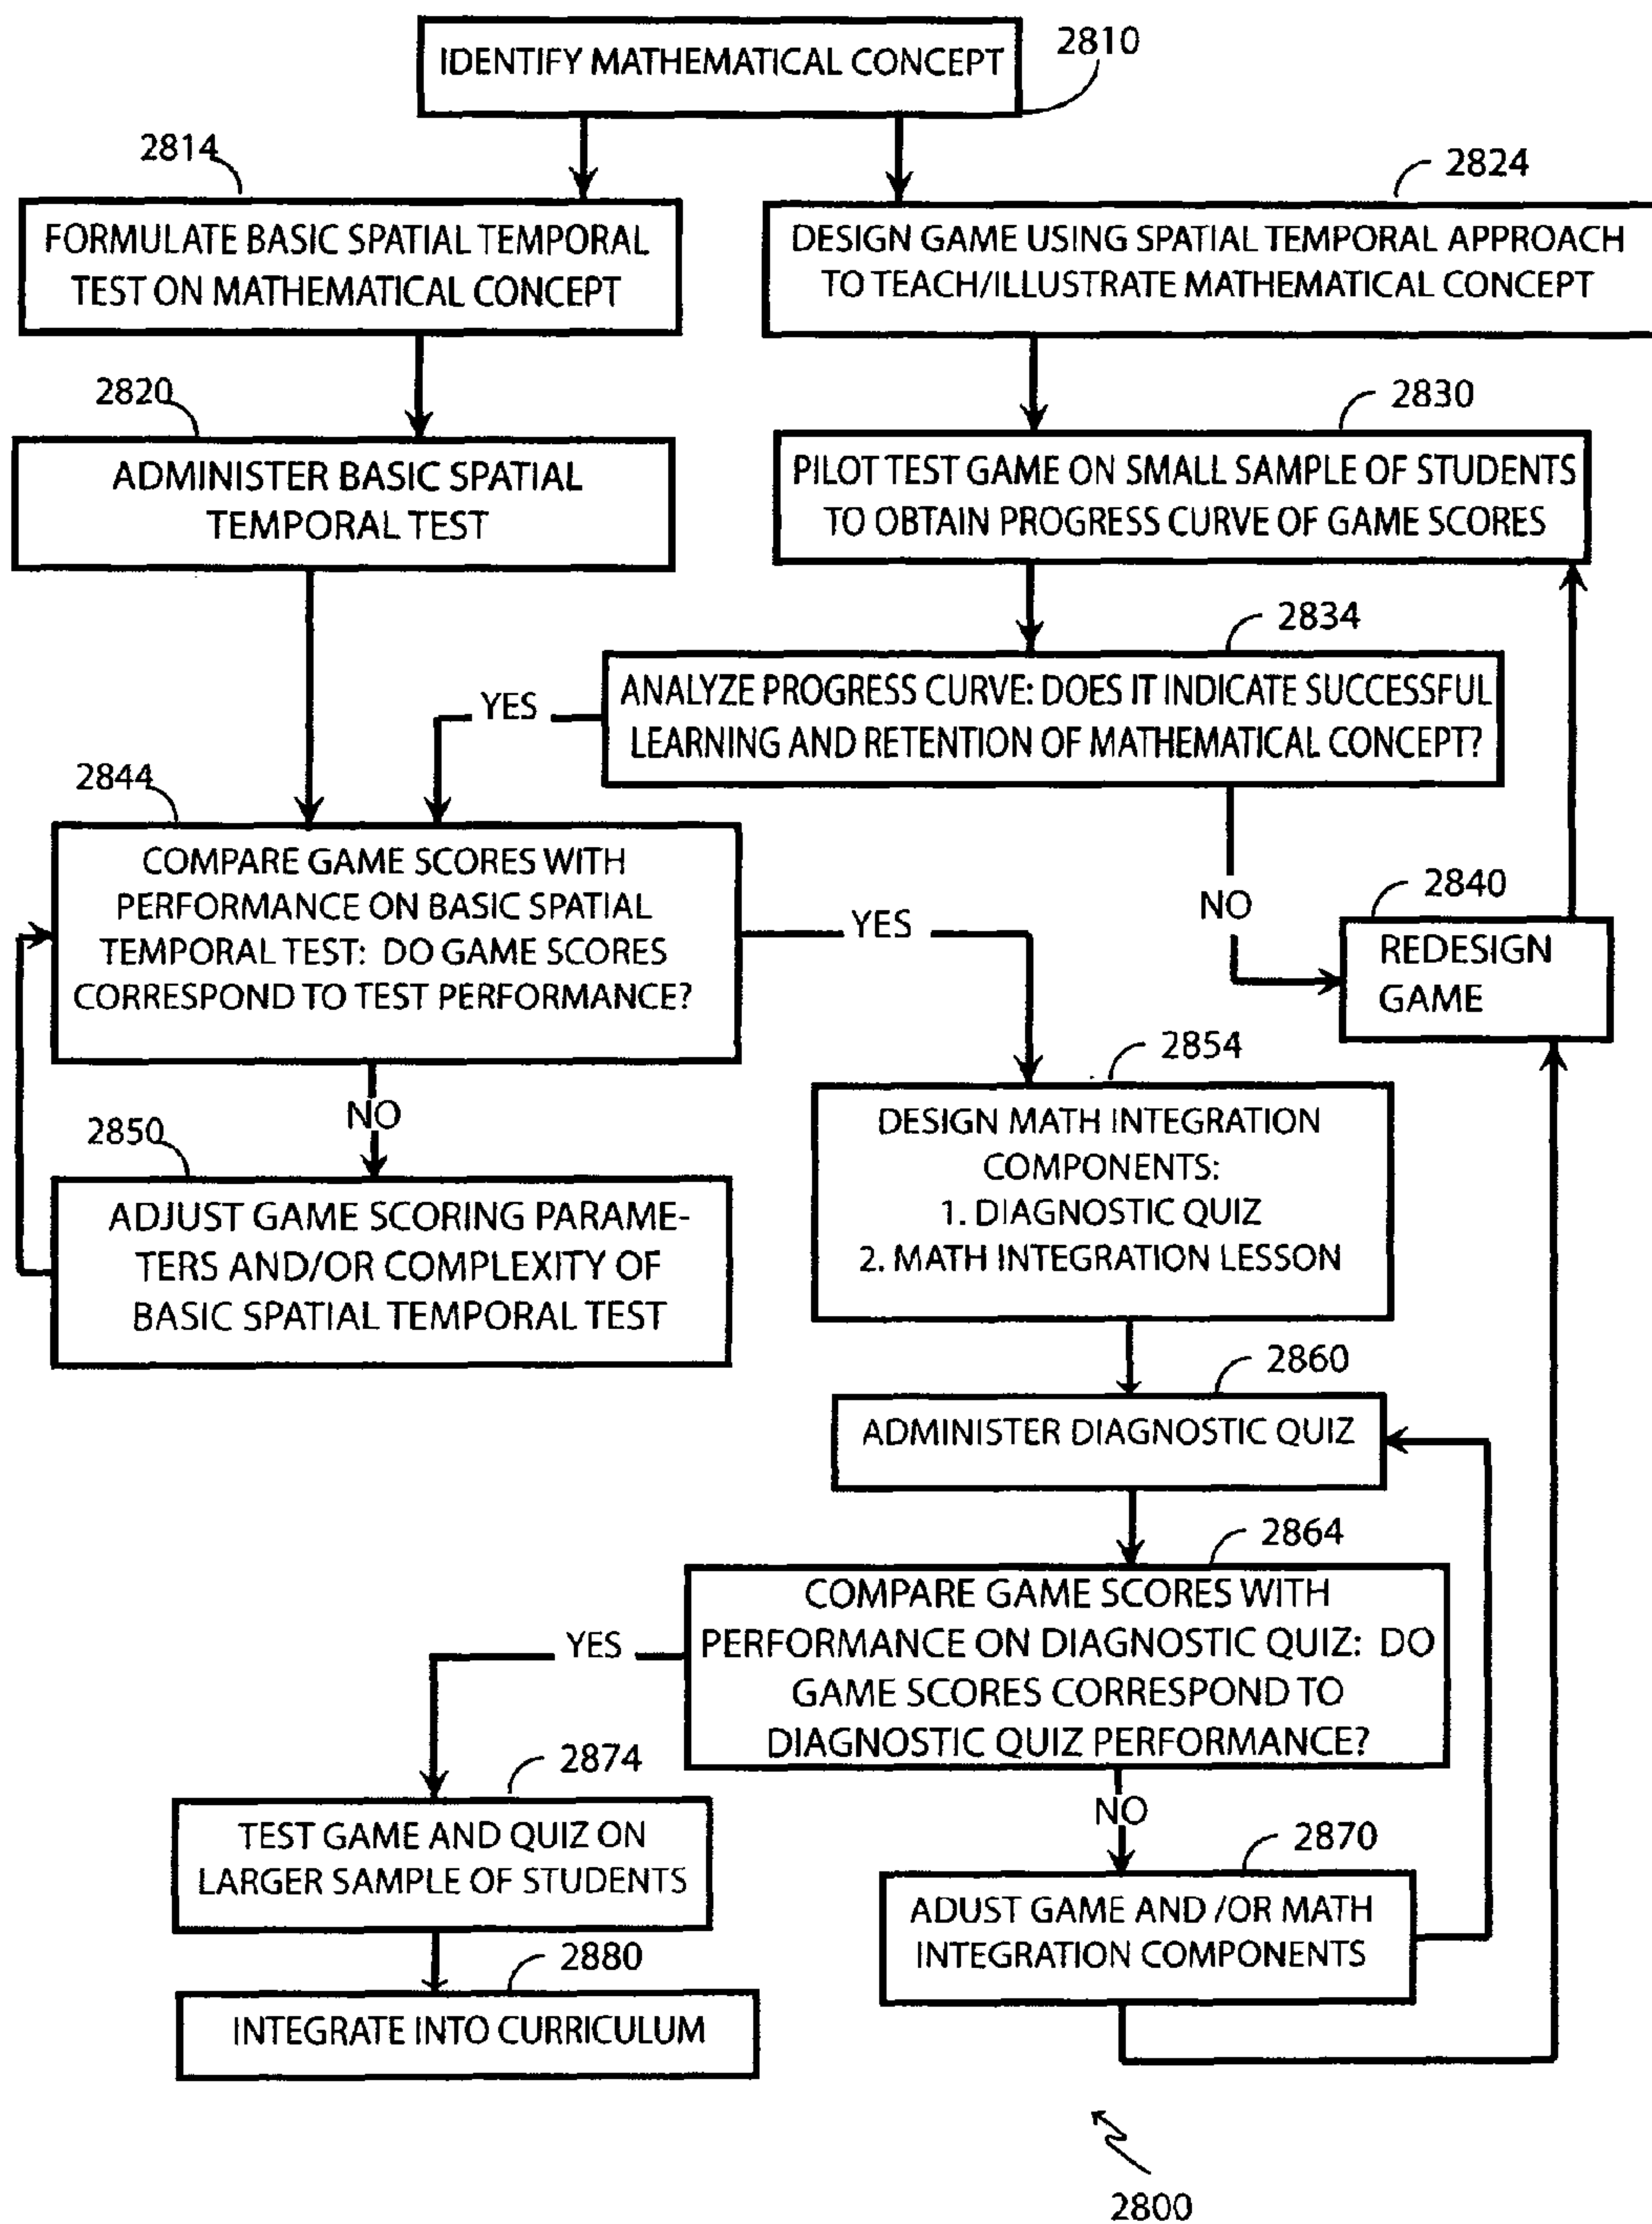 IDENTIFY MATHEMATICAL CONCEPT
2810
2814
FORMULATE BASIC SPATIAL TEMPORAL
TEST ON MATHEMATICAL CONCEPT
2824
DESIGN GAME USING SPATIAL TEMPORAL APPROACH
TO TEACH/ILLUSTRATE MATHEMATICAL CONCEPT
2820
ADMINISTER BASIC SPATIAL
TEMPORAL TEST
2830
PILOT TEST GAME ON SMALL SAMPLE OF STUDENTS
TO OBTAIN PROGRESS CURVE OF GAME SCORES
2834
ANALYZE PROGRESS CURVE: DOES IT INDICATE SUCCESSFUL
LEARNING AND RETENTION OF MATHEMATICAL CONCEPT?
YES
NO
2844
COMPARE GAME SCORES WITH
PERFORMANCE ON BASIC SPATIAL
TEMPORAL TEST: DO GAME SCORES
CORRESPOND TO TEST PERFORMANCE?
YES
2840
REDESIGN
GAME
NO
2850
ADJUST GAME SCORING PARAME-
TERS AND/OR COMPLEXITY OF
BASIC SPATIAL TEMPORAL TEST
2854
DESIGN MATH INTEGRATION
COMPONENTS:
1. DIAGNOSTIC QUIZ
2. MATH INTEGRATION LESSON
2860
ADMINISTER DIAGNOSTIC QUIZ
2864
COMPARE GAME SCORES WITH
PERFORMANCE ON DIAGNOSTIC QUIZ: DO
GAME SCORES CORRESPOND TO
DIAGNOSTIC QUIZ PERFORMANCE?
YES
NO
2874
TEST GAME AND QUIZ ON
LARGER SAMPLE OF STUDENTS
2870
ADUST GAME AND /OR MATH
INTEGRATION COMPONENTS
2880
INTEGRATE INTO CURRICULUM
2800